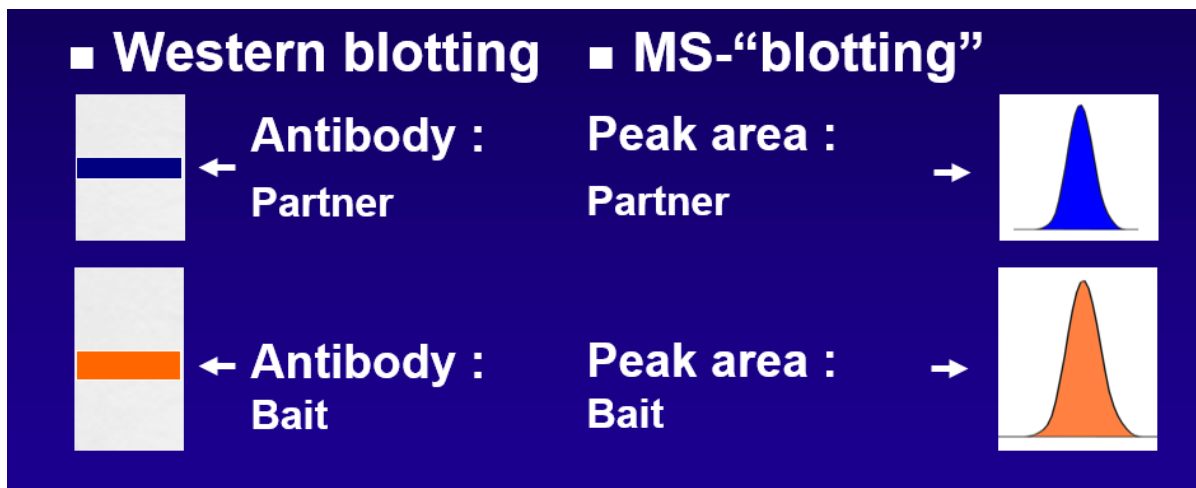 ■ Western blotting
Antibody :
Partner
Antibody :
Bait
■ MS-“blotting”
Peak area :
Partner
Peak area :
Bait